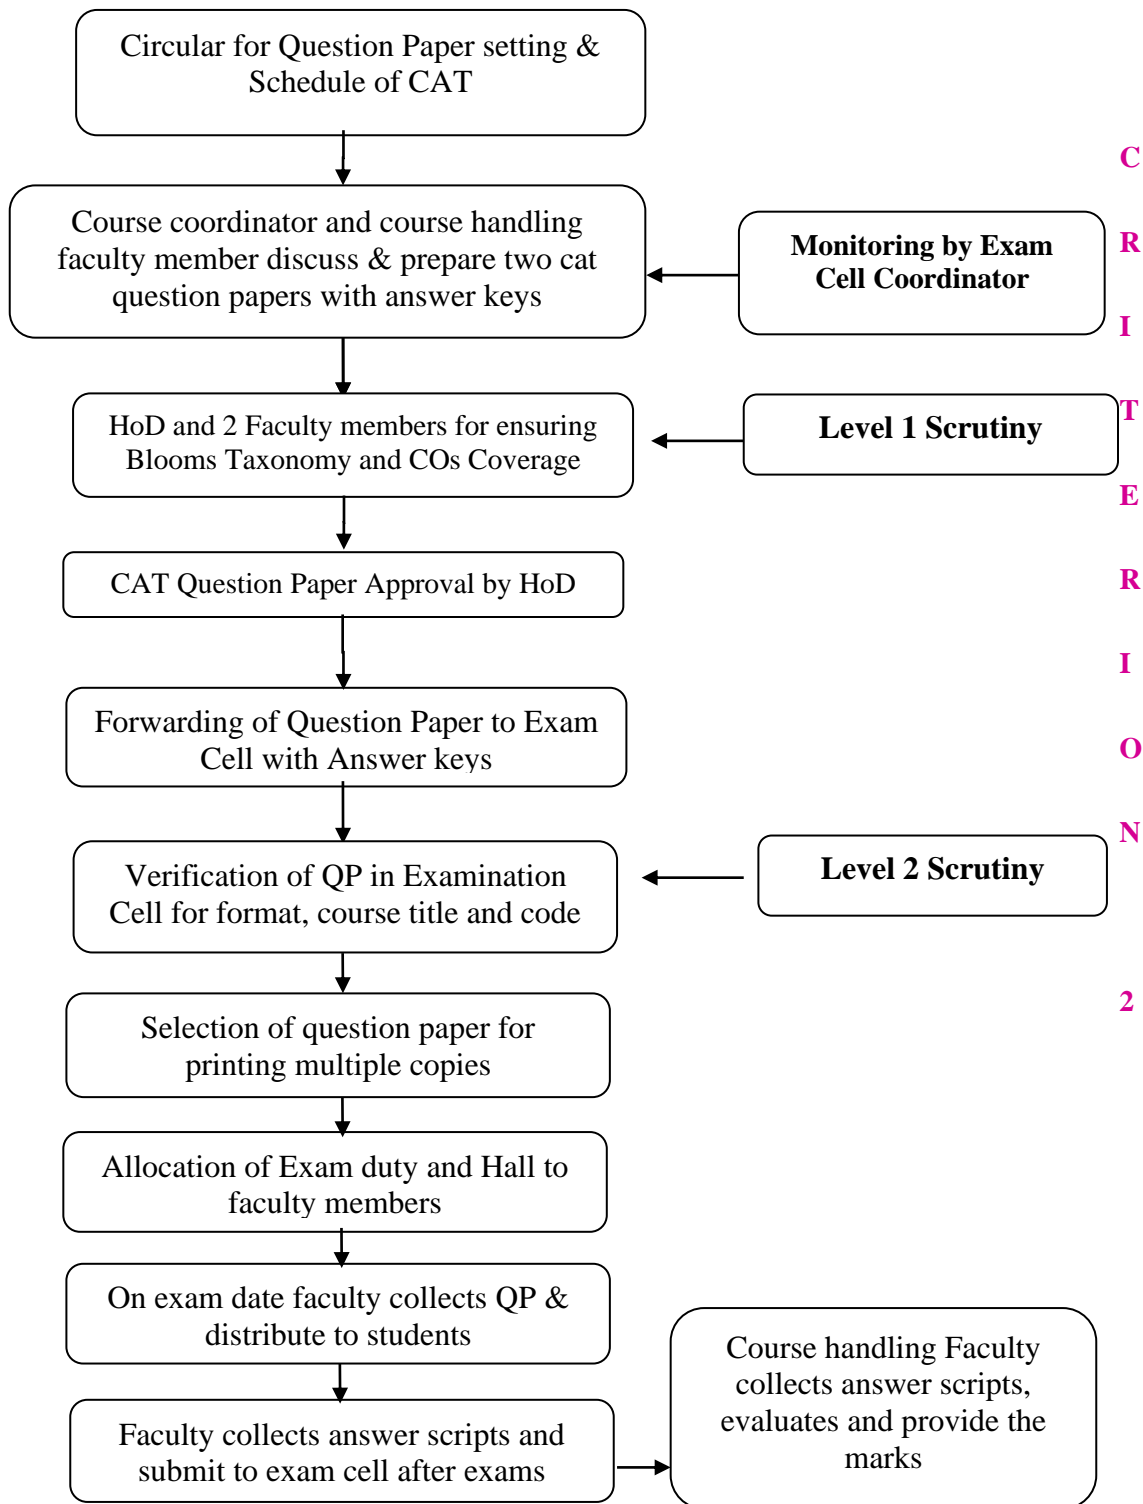 Circular for Question Paper setting &
Schedule of CAT
Course coordinator and course handling
faculty member discuss & prepare two cat
question papers with answer keys
Monitoring by Exam
Cell Coordinator
HoD and 2 Faculty members for ensuring
Blooms Taxonomy and COs Coverage
Level 1 Scrutiny
CAT Question Paper Approval by HoD
Forwarding of Question Paper to Exam
Cell with Answer keys
Verification of QP in Examination
Cell for format, course title and code
Level 2 Scrutiny
Selection of question paper for
printing multiple copies
Allocation of Exam duty and Hall to
faculty members
On exam date faculty collects QP &
distribute to students
Faculty collects answer scripts and
submit to exam cell after exams
Course handling Faculty
collects answer scripts,
evaluates and provide the
marks
C
R
I
T
E
R
I
O
N
2